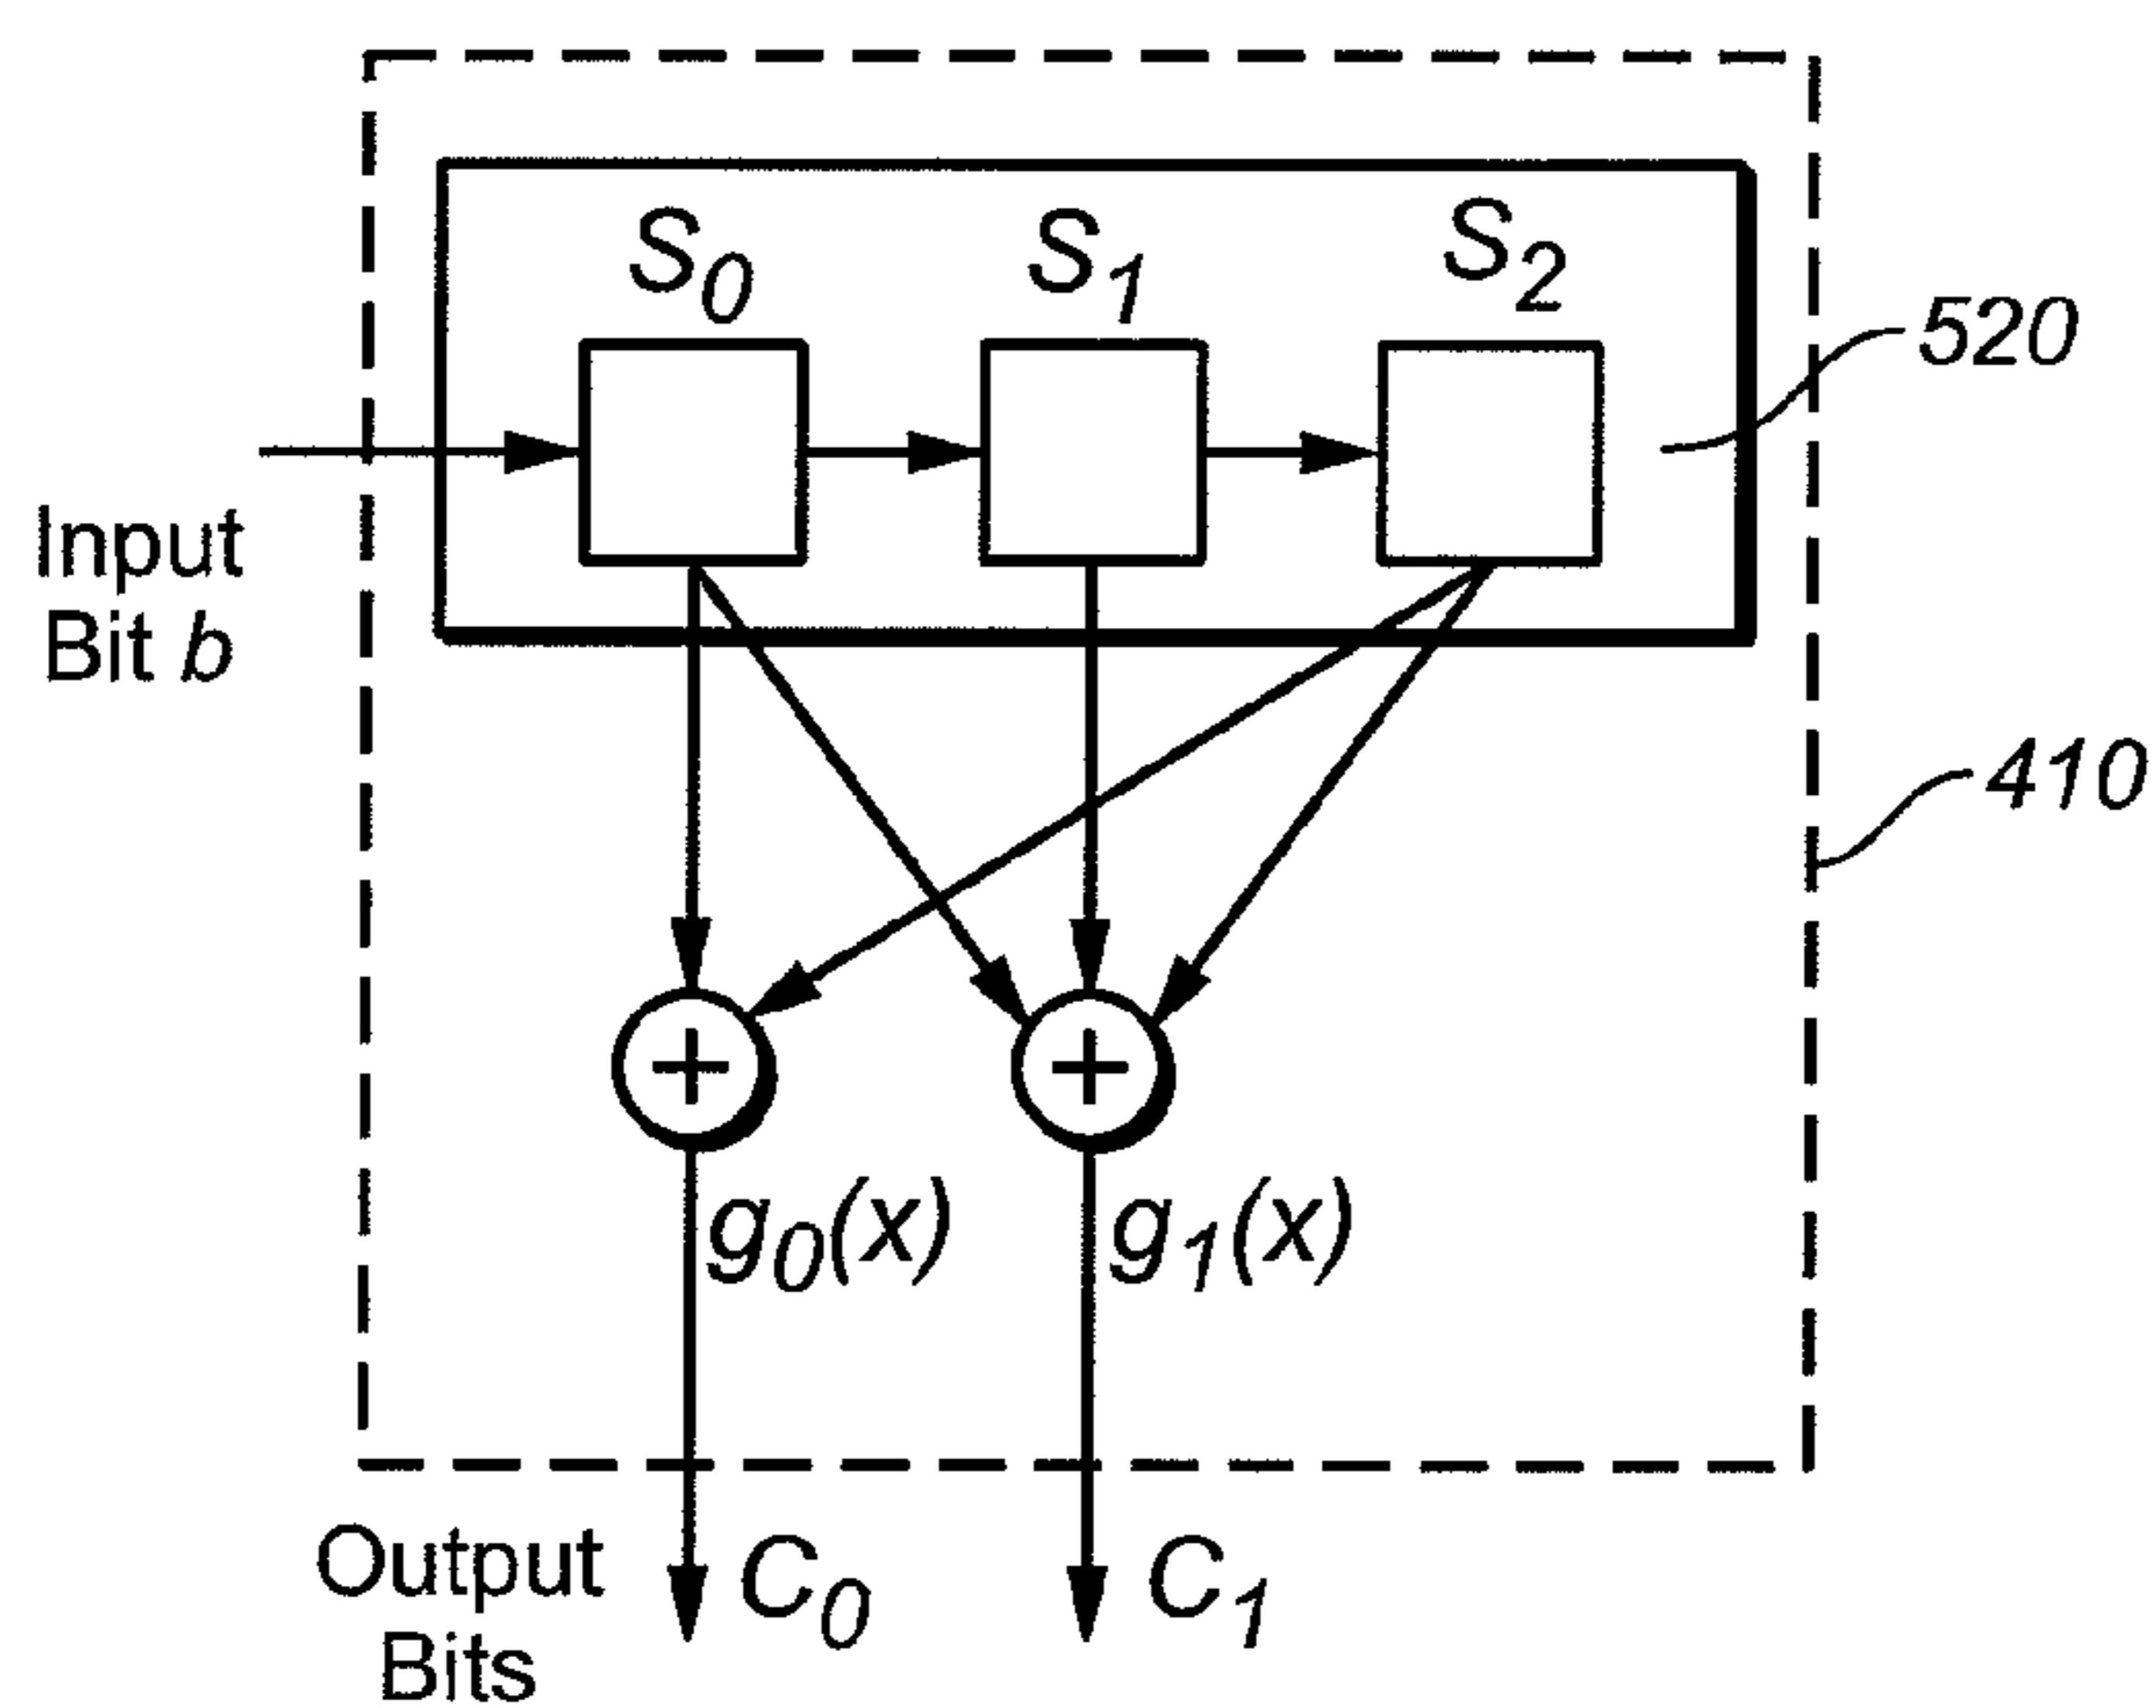 S0 S1 S2
520
Input
Bit b
410
+ +
g0(x) g1(x)
Output
Bits
C0 C1